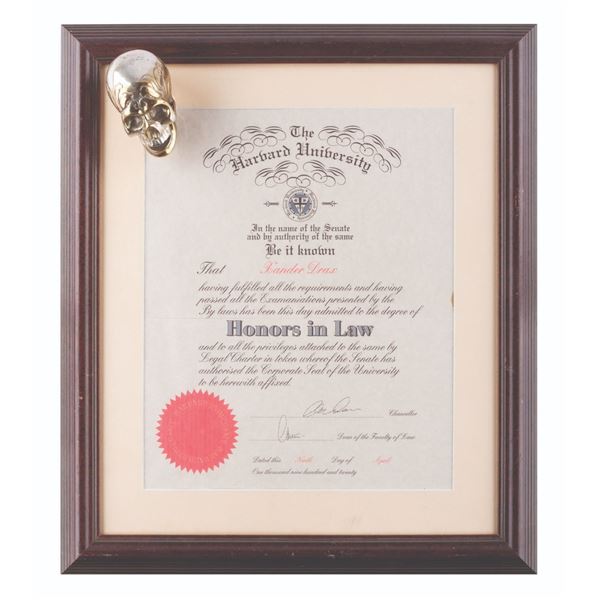 The
Harvard University
In the name of the Senate
and by authority of the same
Be it known
That Xander Drax
having fulfilled all the requirements and having
passed all the Examaniations presented by the
By laws has been this day admitted to the degree of
Honors in Law
and to all the privileges attached to the same by
Legal Charter in token whereof the Senate has
authorised the Corporate Seal of the University
to be herewith affixed.
Chancellor
Dean of the Faculty of Law
Dated this Ninth Day of April
One thousand nine hundred and twenty